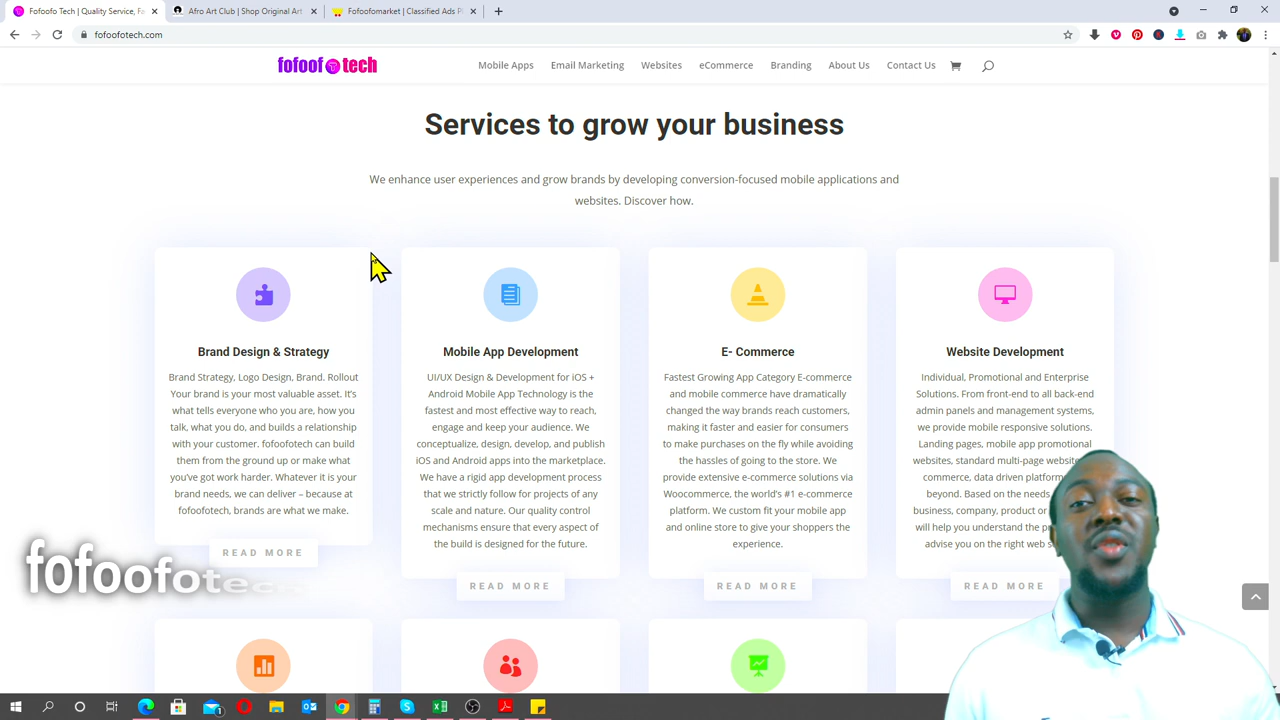 Fofoofo Tech | Quality Service, Fa
Afro Art Club | Shop Original Art
Fofoofomarket | Classified Ads P
fofoofotech.com
fofoof tech
Mobile Apps
Email Marketing
Websites
eCommerce
Branding
About Us
Contact Us
Services to grow your business
We enhance user experiences and grow brands by developing conversion-focused mobile applications and
websites. Discover how.
Brand Design & Strategy
Brand Strategy, Logo Design, Brand. Rollout
Your brand is your most valuable asset. It's
what tells everyone who you are, how you
talk, what you do, and builds a relationship
with your customer. fofoofotech can build
them from the ground up or make what
you've got work harder. Whatever it is your
brand needs, we can deliver – because at
fofoofotech, brands are what we make.
READ MORE
Mobile App Development
UI/UX Design & Development for iOS +
Android Mobile App Technology is the
fastest and most effective way to reach,
engage and keep your audience. We
conceptualize, design, develop, and publish
iOS and Android apps into the marketplace.
We have a rigid app development process
that we strictly follow for projects of any
scale and nature. Our quality control
mechanisms ensure that every aspect of
the build is designed for the future.
READ MORE
E- Commerce
Fastest Growing App Category E-commerce
and mobile commerce have dramatically
changed the way brands reach customers,
making it faster and easier for consumers
to make purchases on the fly while avoiding
the hassles of going to the store. We
provide extensive e-commerce solutions via
Woocommerce, the world's #1 e-commerce
platform. We custom fit your mobile app
and online store to give your shoppers the
experience.
READ MORE
Website Development
Individual, Promotional and Enterprise
Solutions. From front-end to all back-end
admin panels and management systems,
we provide mobile responsive solutions.
Landing pages, mobile app promotional
websites, standard multi-page website
commerce, data driven platform
beyond. Based on the needs
business, company, product or
will help you understand the
advise you on the right web
READ MORE
fofoofotech